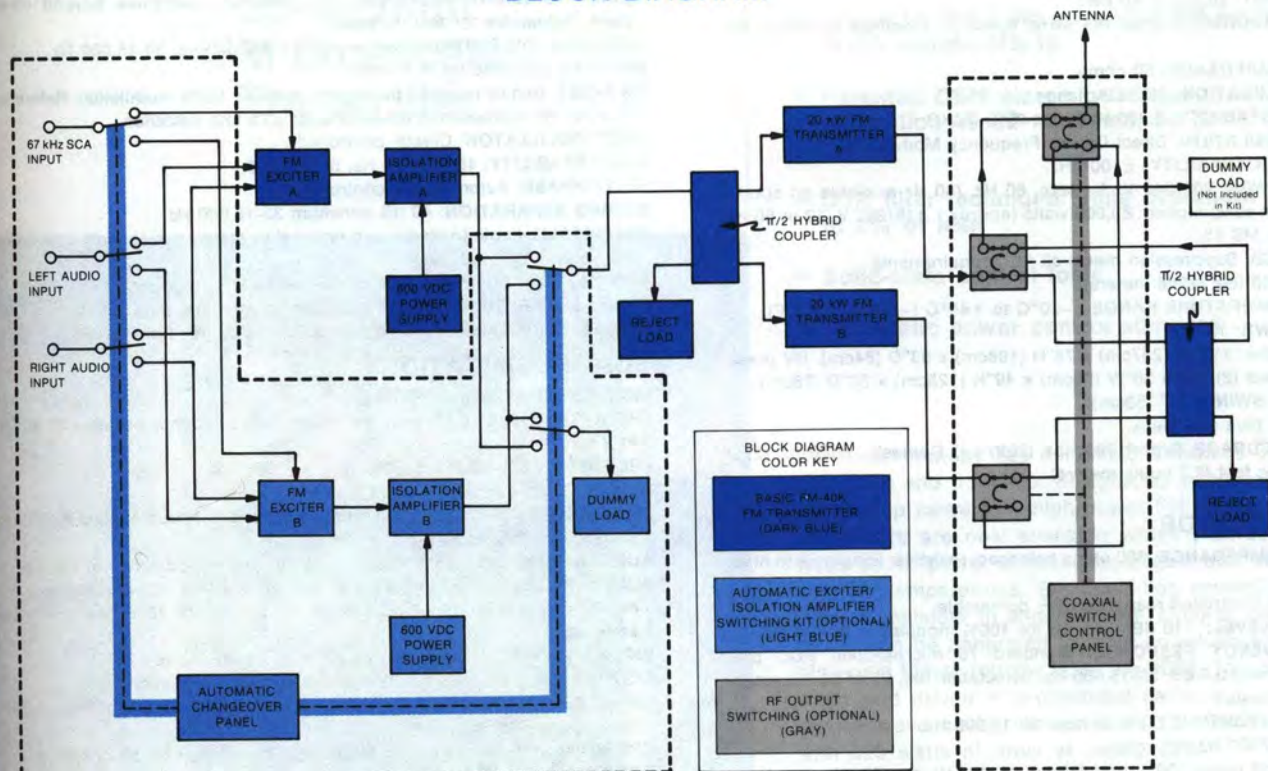 ANTENNA
67 kHz SCA
INPUT
FM
EXCITER
A
ISOLATION
AMPLIFIER
A
20 kW FM
TRANSMITTER
A
DUMMY
LOAD
(Not Included
in Kit)
π/2 HYBRID
COUPLER
LEFT AUDIO
INPUT
600 VDC
POWER
SUPPLY
REJECT
LOAD
20 kW FM
TRANSMITTER
B
π/2 HYBRID
COUPLER
RIGHT AUDIO
INPUT
FM
EXCITER
B
ISOLATION
AMPLIFIER
B
DUMMY
LOAD
REJECT
LOAD
600 VDC
POWER
SUPPLY
AUTOMATIC
CHANGEOVER
PANEL
COAXIAL
SWITCH
CONTROL
PANEL
BLOCK DIAGRAM
COLOR KEY
BASIC FM-40K
FM TRANSMITTER
(DARK BLUE)
AUTOMATIC EXCITER/
ISOLATION AMPLIFIER
SWITCHING KIT (OPTIONAL)
(LIGHT BLUE)
RF OUTPUT
SWITCHING (OPTIONAL)
(GRAY)